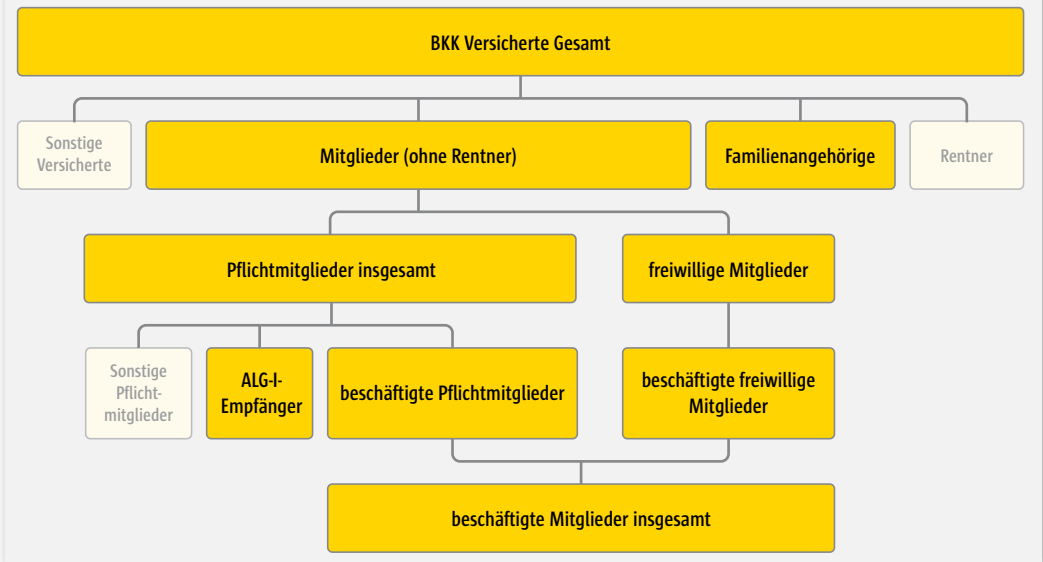 BKK Versicherte Gesamt
Sonstige
Versicherte
Mitglieder (ohne Rentner)
Familienangehörige
Rentner
Pflichtmitglieder insgesamt
freiwillige Mitglieder
Sonstige
Pflicht-
mitglieder
ALG-I-
Empfänger
beschäftigte Pflichtmitglieder
beschäftigte freiwillige
Mitglieder
beschäftigte Mitglieder insgesamt